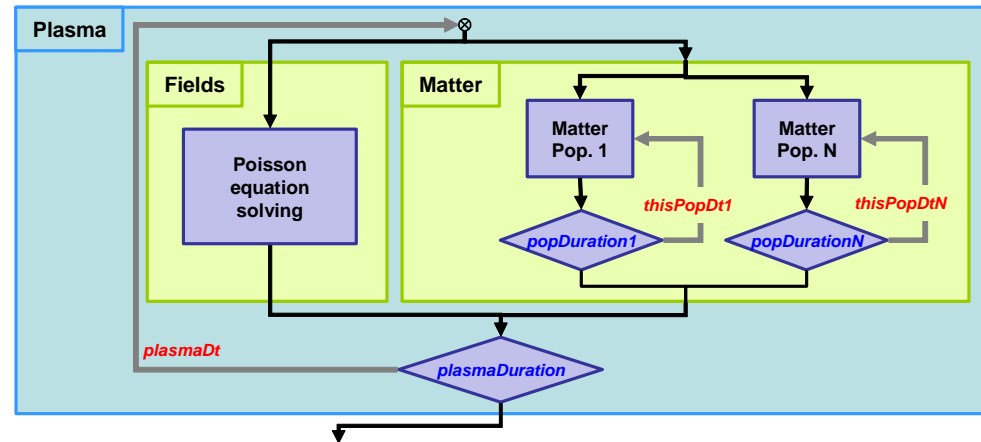 Plasma
Fields
Matter
Poisson
equation
solving
Matter
Pop. 1
Matter
Pop. N
thisPopDt1
thisPopDtN
popDuration1
popDurationN
plasmaDt
plasmaDuration